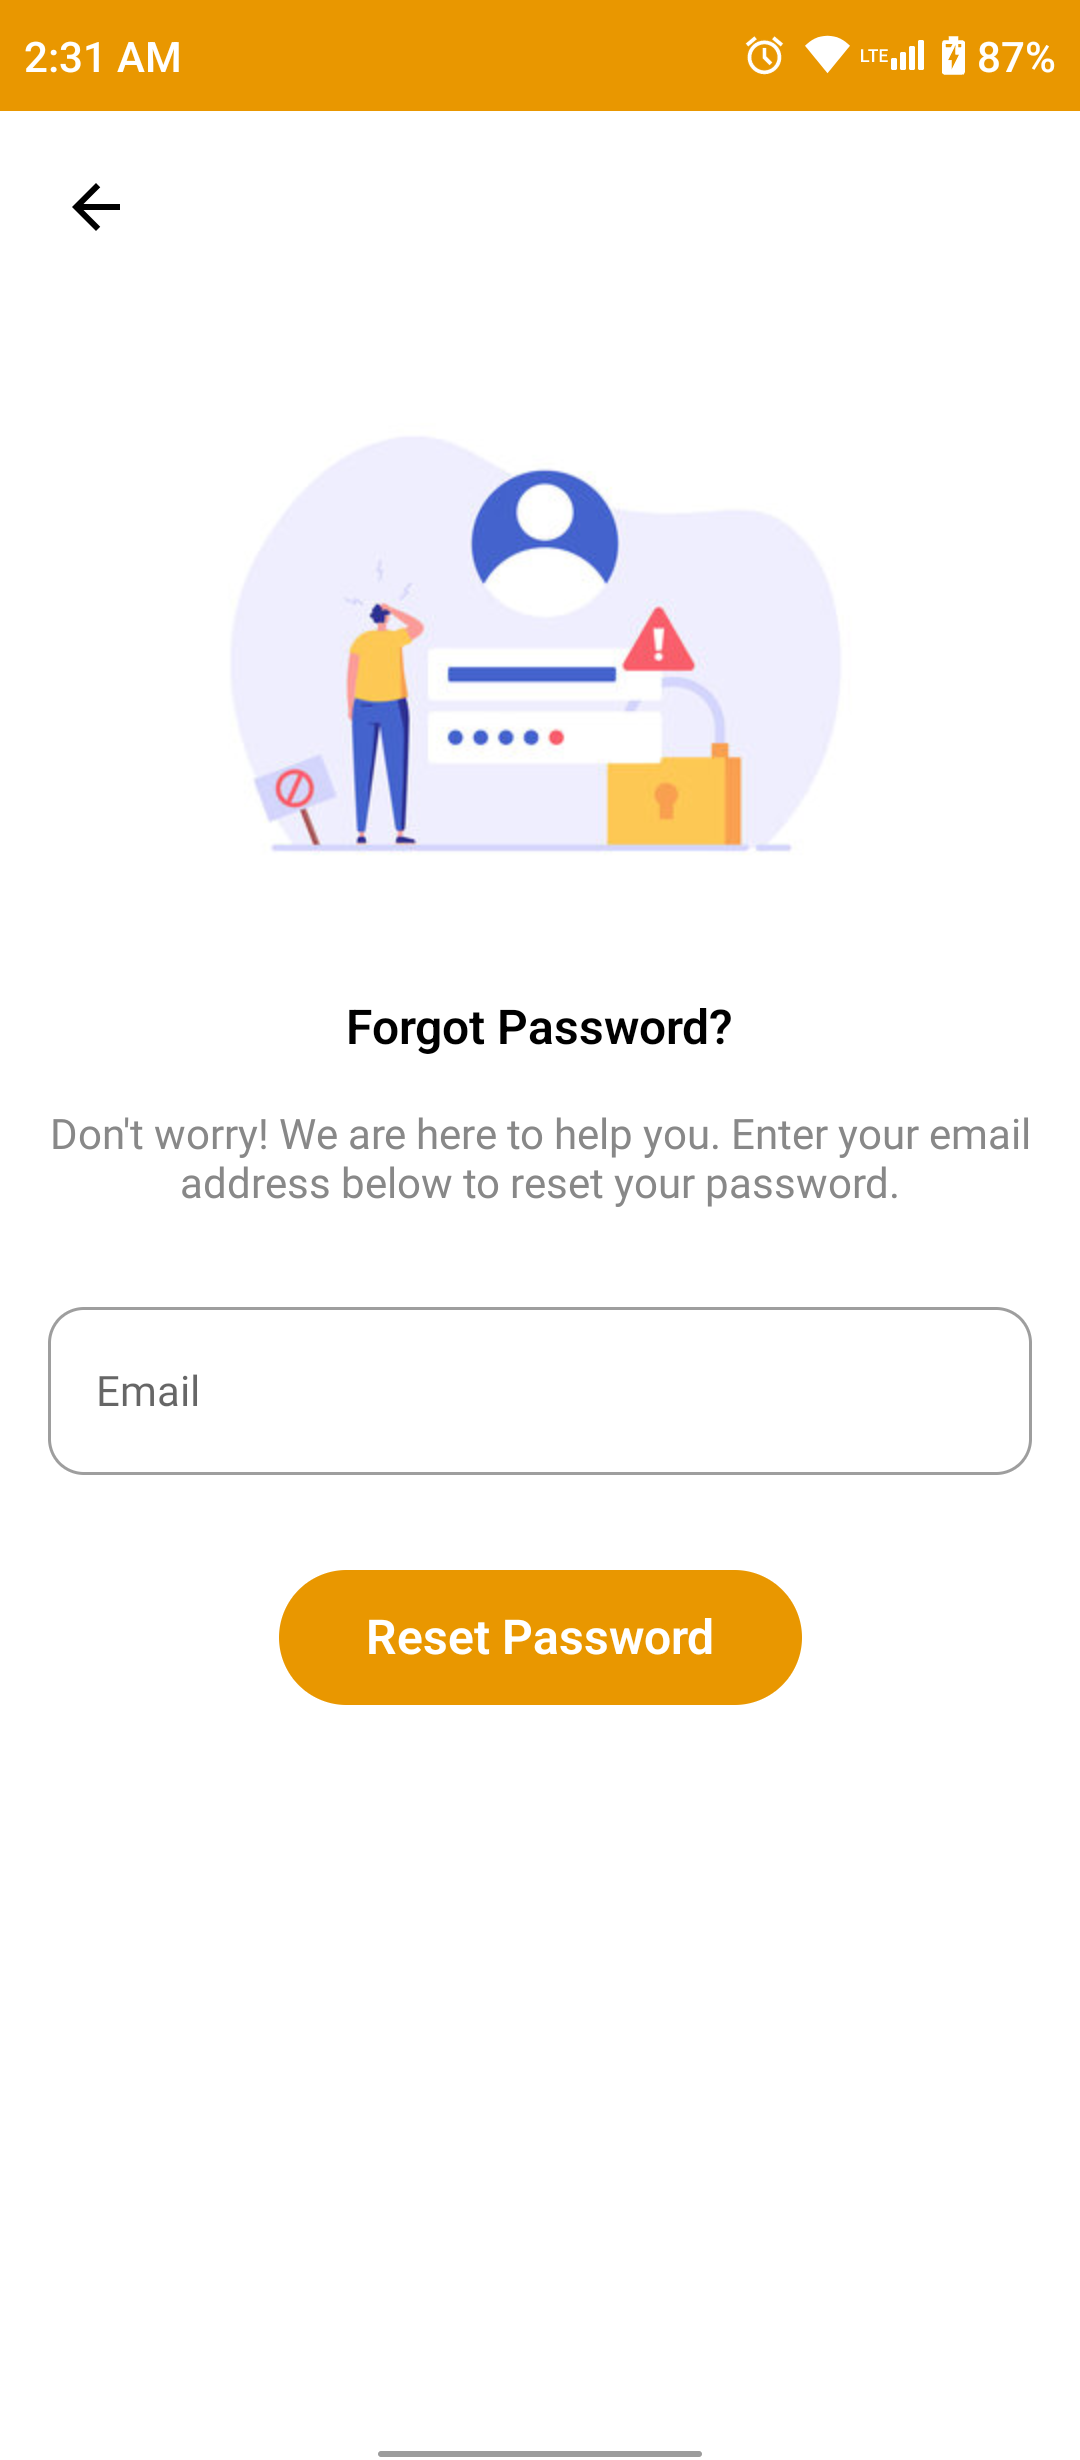 2:31 AM LTE 87%
Forgot Password?
Don't worry! We are here to help you. Enter your email
address below to reset your password.
Email
Reset Password